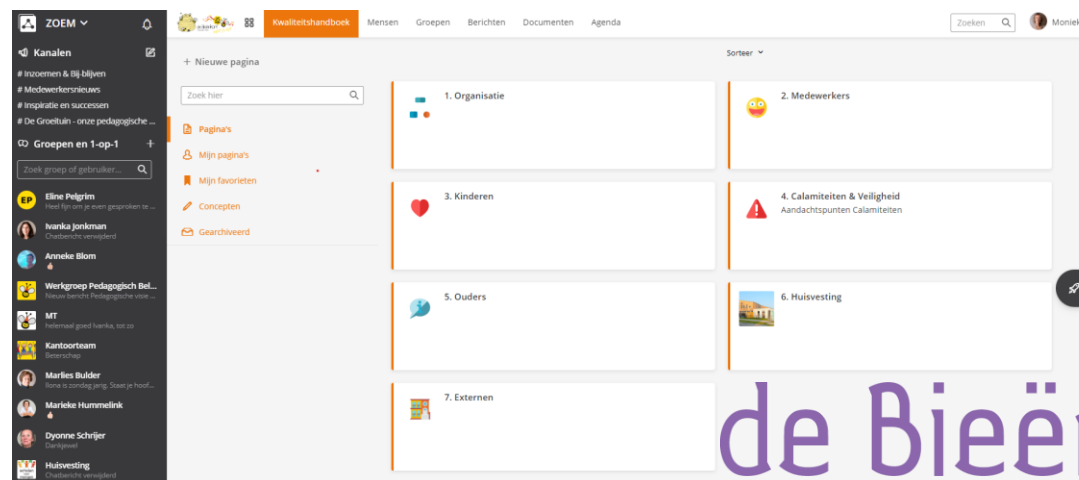 ZOEM
Kanalen
# Inzoemen & Bij-blijven
# Medewerkersnieuws
# Inspiratie en successen
# De Groeituin - onze pedagogische ...
Groepen en 1-op-1
Zoek groep of gebruiker...
EP
Eline Pelgrim
Heel fijn om je even gesproken te ...
Ivanka Jonkman
Chatbericht verwijderd
Anneke Blom
Werkgroep Pedagogisch Bel...
Nieuw bericht Pedagogische visie ...
MT
helemaal goed Ivanka, tot zo
Kantoorteam
Beterschap
Marlies Bulder
Ilona is zondag jarig. Staat je hoof...
Marieke Hummelink
Dyonne Schrijer
Dankjewel
Huisvesting
Chatbericht verwijderd
Kwaliteitshandboek
Mensen
Groepen
Berichten
Documenten
Agenda
Zoeken
Moniek
+ Nieuwe pagina
Zoek hier
Pagina's
Mijn pagina's
Mijn favorieten
Concepten
Gearchiveerd
Sorteer
1. Organisatie
2. Medewerkers
3. Kinderen
4. Calamiteiten & Veiligheid
Aandachtspunten Calamiteiten
5. Ouders
6. Huisvesting
7. Externen
de Bieë